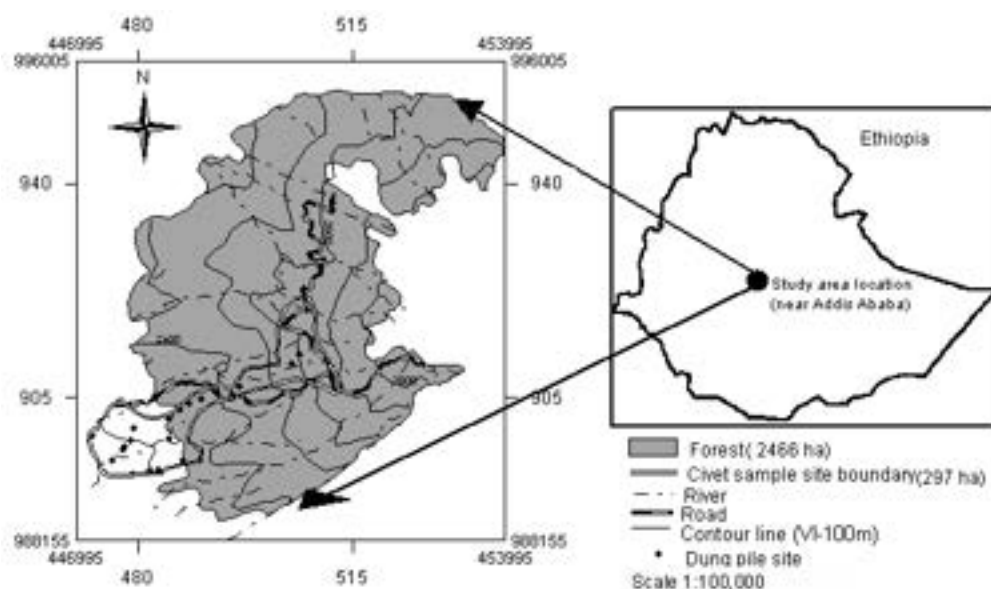 480 515
446995 453995
996005 996005
N
940 940
905 905
988155 988155
446995 453995
480 515
Ethiopia
Study area location
(near Addis Ababa)
Forest( 2466 ha)
Civet sample site boundary(297 ha)
River
Road
Contour line (VI-100m)
Dung pile site
Scale 1:100,000